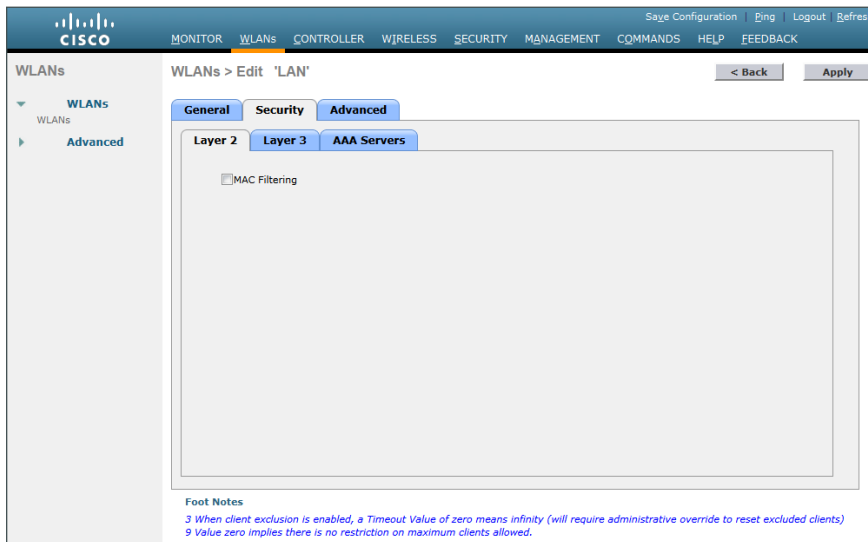 Save Configuration | Ping | Logout | Refres
CISCO
MONITOR WLANs CONTROLLER WIRELESS SECURITY MANAGEMENT COMMANDS HELP FEEDBACK
WLANs
WLANs
WLANs
Advanced
WLANs > Edit 'LAN'
< Back
Apply
General Security Advanced
Layer 2 Layer 3 AAA Servers
MAC Filtering
Foot Notes
3 When client exclusion is enabled, a Timeout Value of zero means infinity (will require administrative override to reset excluded clients)
9 Value zero implies there is no restriction on maximum clients allowed.